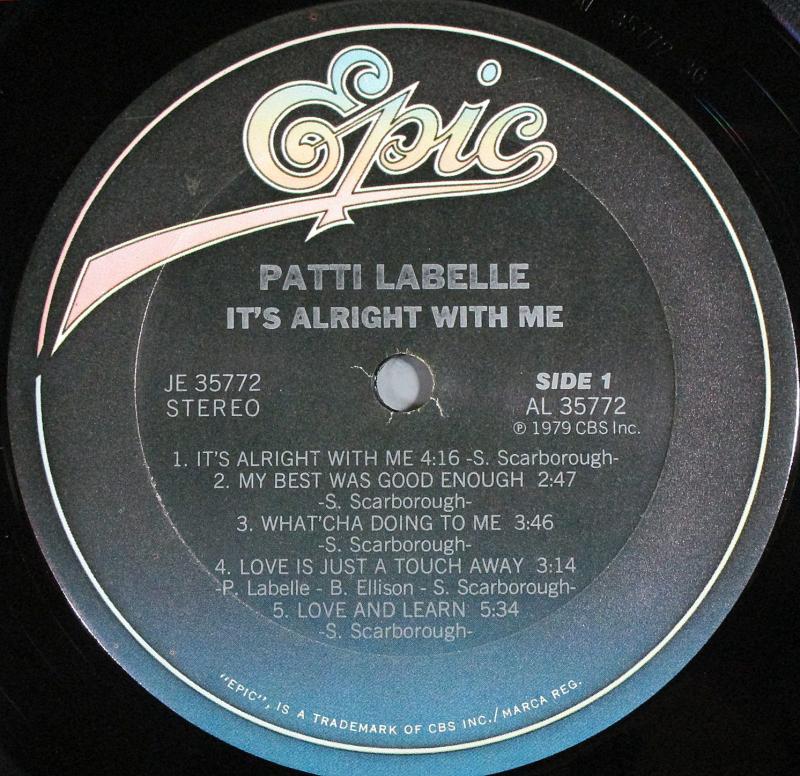 Epic
PATTI LABELLE
IT'S ALRIGHT WITH ME
JE 35772
STEREO
SIDE 1
AL 35772
℗ 1979 CBS Inc.
1. IT'S ALRIGHT WITH ME 4:16 -S. Scarborough-
2. MY BEST WAS GOOD ENOUGH 2:47
-S. Scarborough-
3. WHAT'CHA DOING TO ME 3:46
-S. Scarborough-
4. LOVE IS JUST A TOUCH AWAY 3:14
-P. Labelle - B. Ellison - S. Scarborough-
5. LOVE AND LEARN 5:34
-S. Scarborough-
"EPIC", IS A TRADEMARK OF CBS INC./MARCA REG.